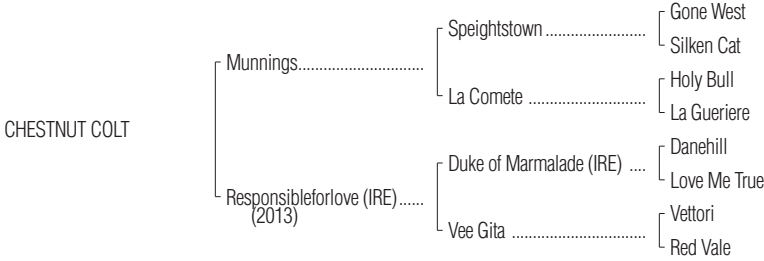 Gone West
Speightstown
Silken Cat
Munnings
Holy Bull
La Comete
La Gueriere
CHESTNUT COLT
Danehill
Duke of Marmalade (IRE)
Love Me True
Responsibleforlove (IRE)
(2013)
Vettori
Vee Gita
Red Vale